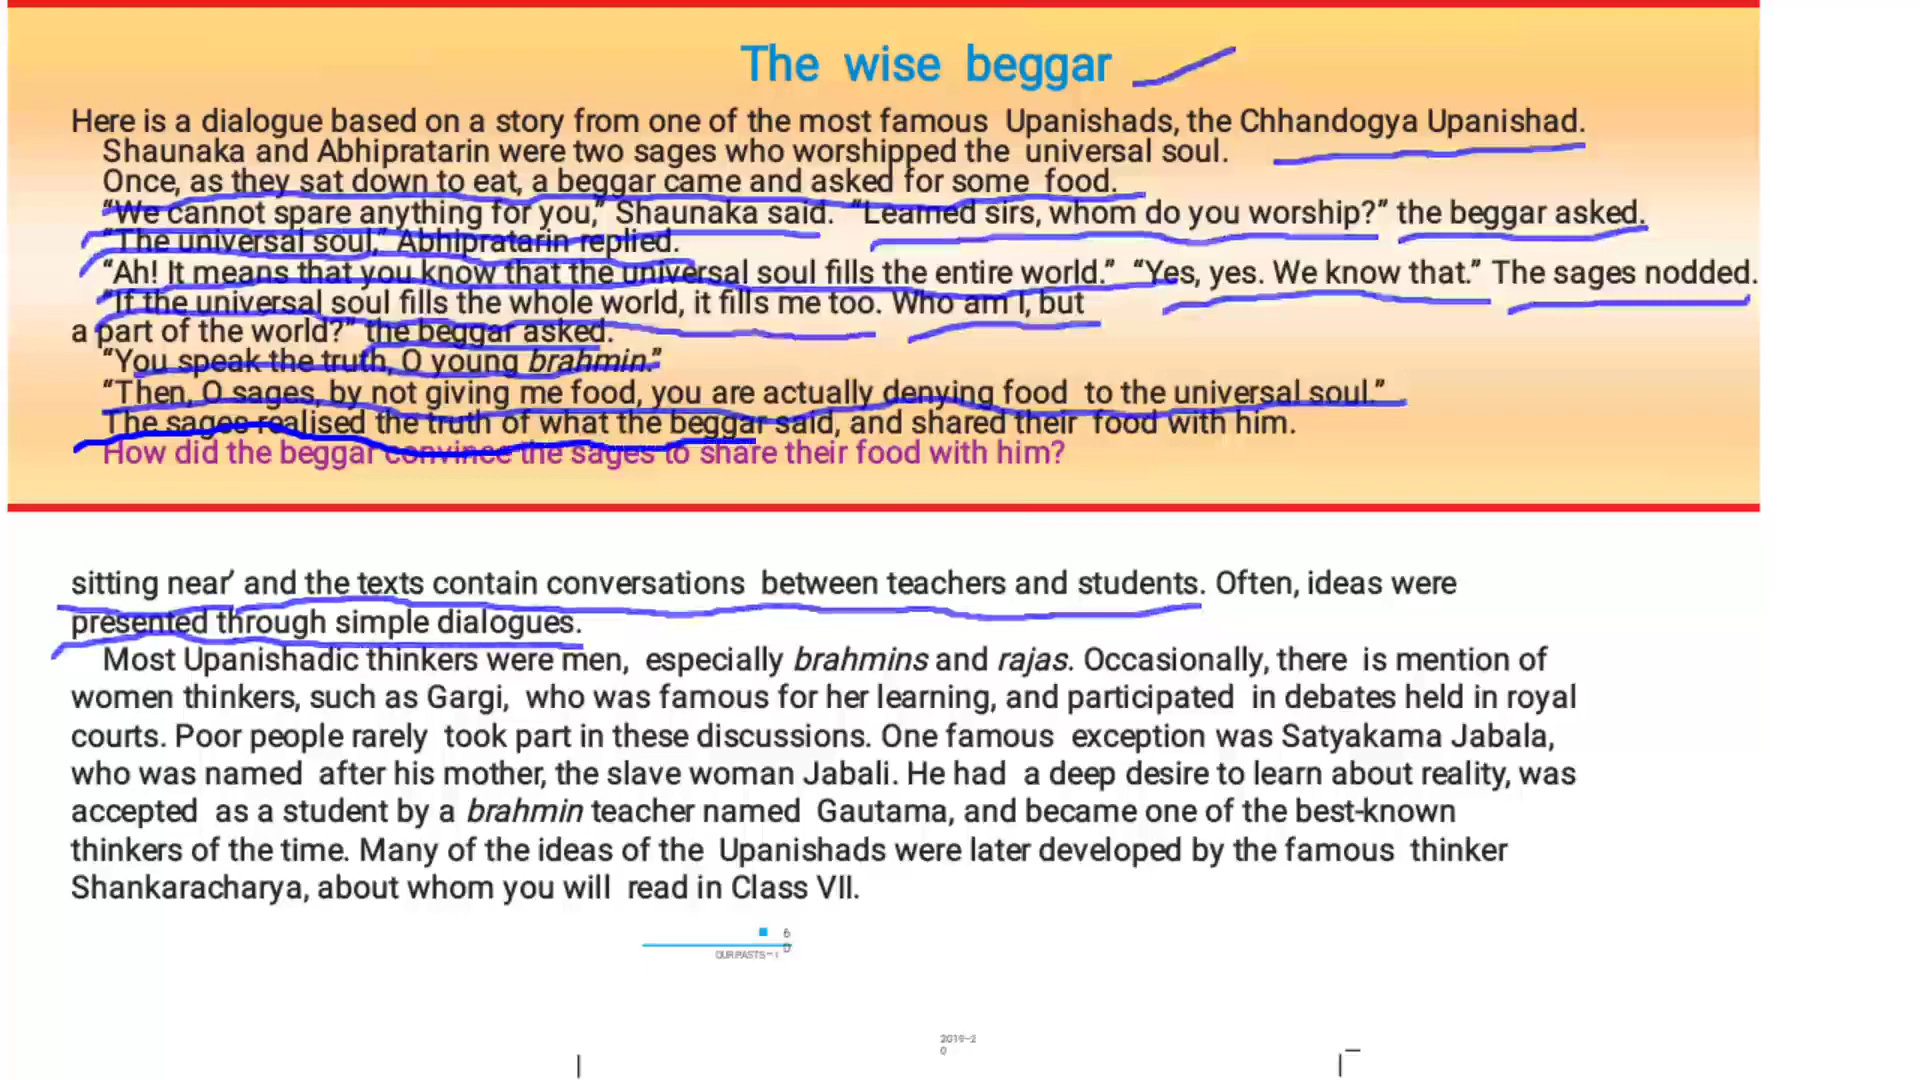 The wise beggar
Here is a dialogue based on a story from one of the most famous Upanishads, the Chhandogya Upanishad.
Shaunaka and Abhipratarin were two sages who worshipped the universal soul.
Once, as they sat down to eat, a beggar came and asked for some food.
“We cannot spare anything for you,” Shaunaka said. “Learned sirs, whom do you worship?” the beggar asked.
“The universal soul,” Abhipratarin replied.
“Ah! It means that you know that the universal soul fills the entire world.” “Yes, yes. We know that.” The sages nodded.
“If the universal soul fills the whole world, it fills me too. Who am I, but
a part of the world?” the beggar asked.
“You speak the truth, O young brahmin.”
“Then, O sages, by not giving me food, you are actually denying food to the universal soul.”
The sages realised the truth of what the beggar said, and shared their food with him.
How did the beggar convince the sages to share their food with him?
sitting near’ and the texts contain conversations between teachers and students. Often, ideas were
presented through simple dialogues.
Most Upanishadic thinkers were men, especially brahmins and rajas. Occasionally, there is mention of
women thinkers, such as Gargi, who was famous for her learning, and participated in debates held in royal
courts. Poor people rarely took part in these discussions. One famous exception was Satyakama Jabala,
who was named after his mother, the slave woman Jabali. He had a deep desire to learn about reality, was
accepted as a student by a brahmin teacher named Gautama, and became one of the best-known
thinkers of the time. Many of the ideas of the Upanishads were later developed by the famous thinker
Shankaracharya, about whom you will read in Class VII.
6
0
OUR PASTS–I
2019–2
0